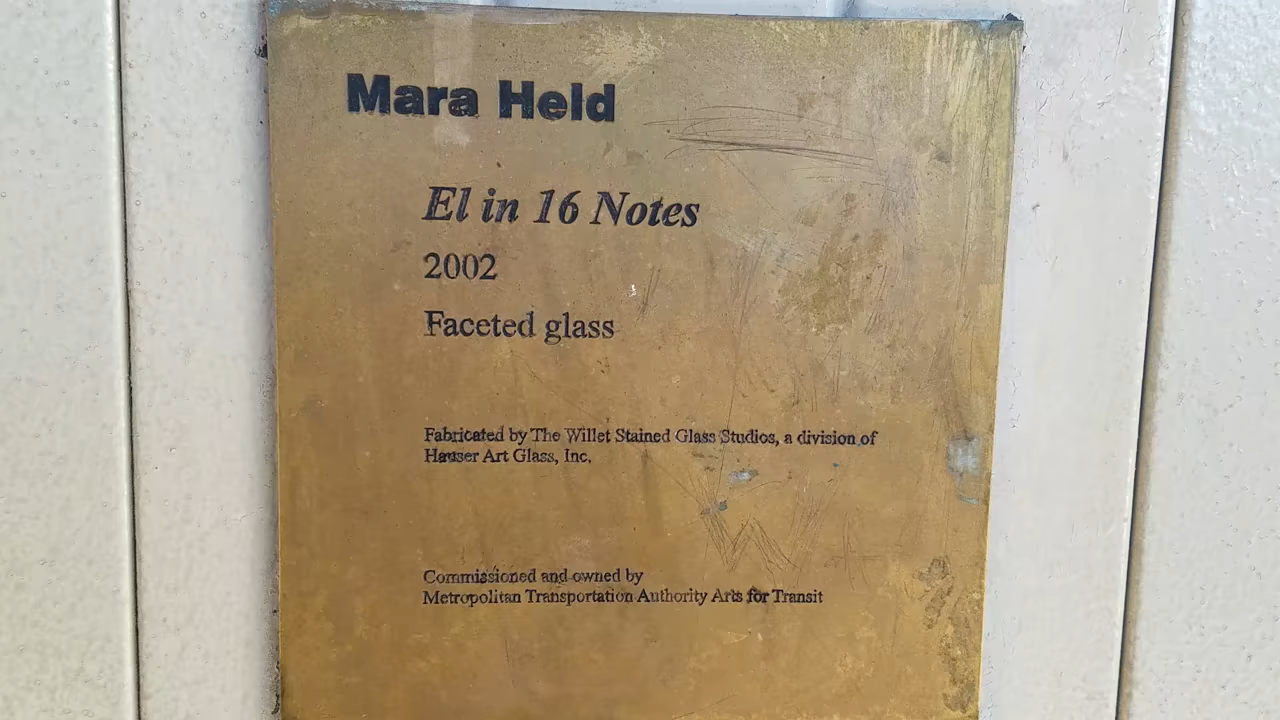 Mara Held
El in 16 Notes
2002
Faceted glass
Fabricated by The Willet Stained Glass Studios, a division of
Hauser Art Glass, Inc.
Commissioned and owned by
Metropolitan Transportation Authority Arts for Transit